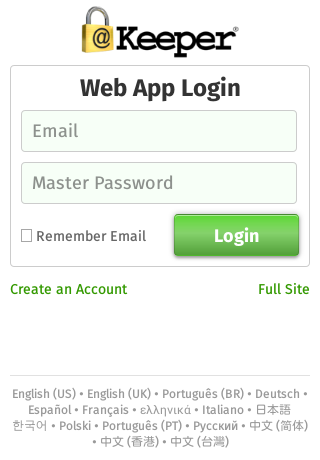 @Keeper®
Web App Login
Email
Master Password
Remember Email
Login
Create an Account
Full Site
English (US) • English (UK) • Português (BR) • Deutsch •
Español • Français • ελληνικά • Italiano • 日本語
한국어 • Polski • Português (PT) • Русский • 中文 (简体)
• 中文 (香港) • 中文 (台灣)